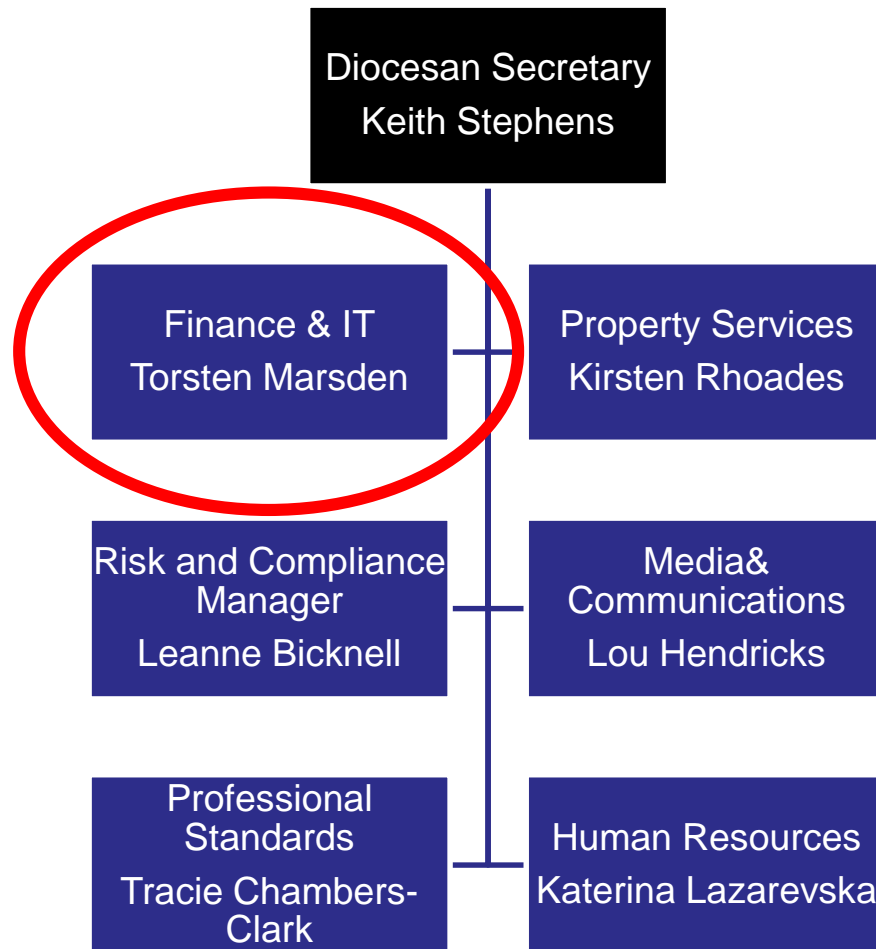 Diocesan Secretary
Keith Stephens
Finance & IT
Torsten Marsden
Property Services
Kirsten Rhoades
Risk and Compliance
Manager
Leanne Bicknell
Media&
Communications
Lou Hendricks
Professional
Standards
Tracie Chambers-
Clark
Human Resources
Katerina Lazarevska